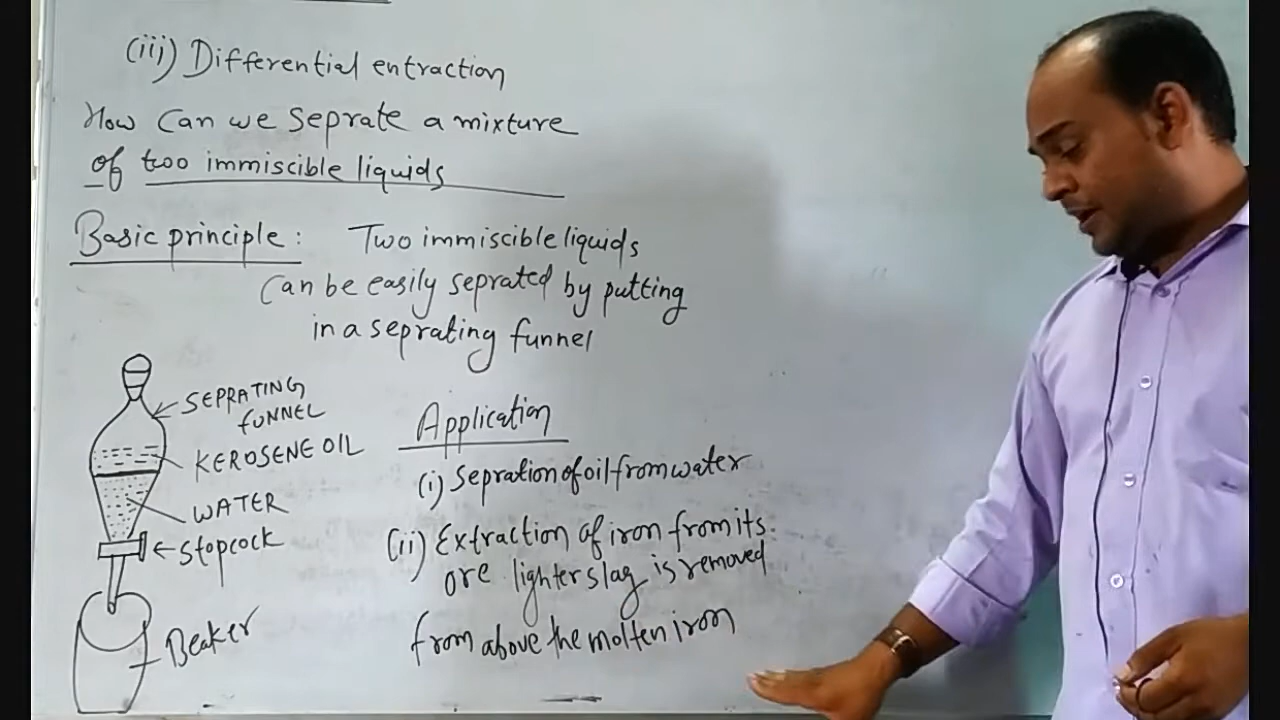 (iii) Differential entraction
How can we seprate a mixture
of two immiscible liquids
Basic principle: Two immiscible liquids
can be easily seprated by putting
in a seprating funnel
SEPRATING
FUNNEL
KEROSENE OIL
WATER
Stopcock
Beaker
Application
(i) Sepration of oil from water
(ii) Extraction of iron from its
ore lighter slag is removed
from above the molten iron